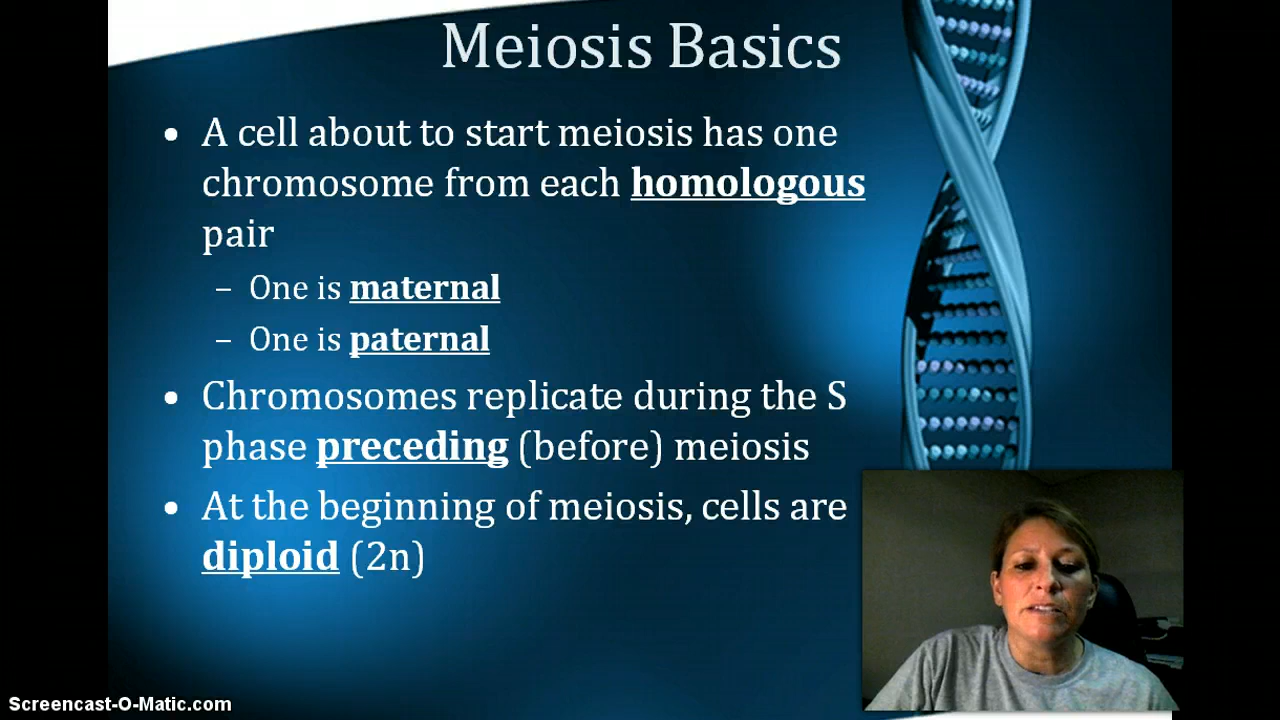 Meiosis Basics
• A cell about to start meiosis has one
chromosome from each homologous
pair
– One is maternal
– One is paternal
• Chromosomes replicate during the S
phase preceding (before) meiosis
• At the beginning of meiosis, cells are
diploid (2n)
Screencast-O-Matic.com